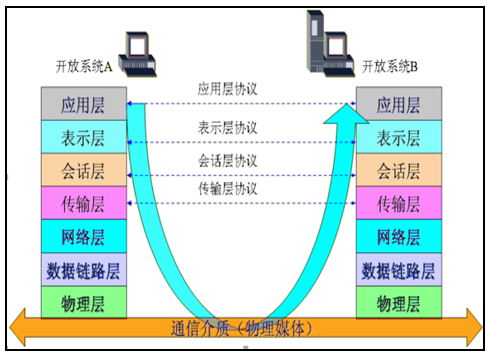 开放系统A
开放系统B
应用层协议
应用层
应用层
表示层协议
表示层
表示层
会话层协议
会话层
会话层
传输层协议
传输层
传输层
网络层
网络层
数据链路层
数据链路层
物理层
物理层
通信介质（物理媒体）